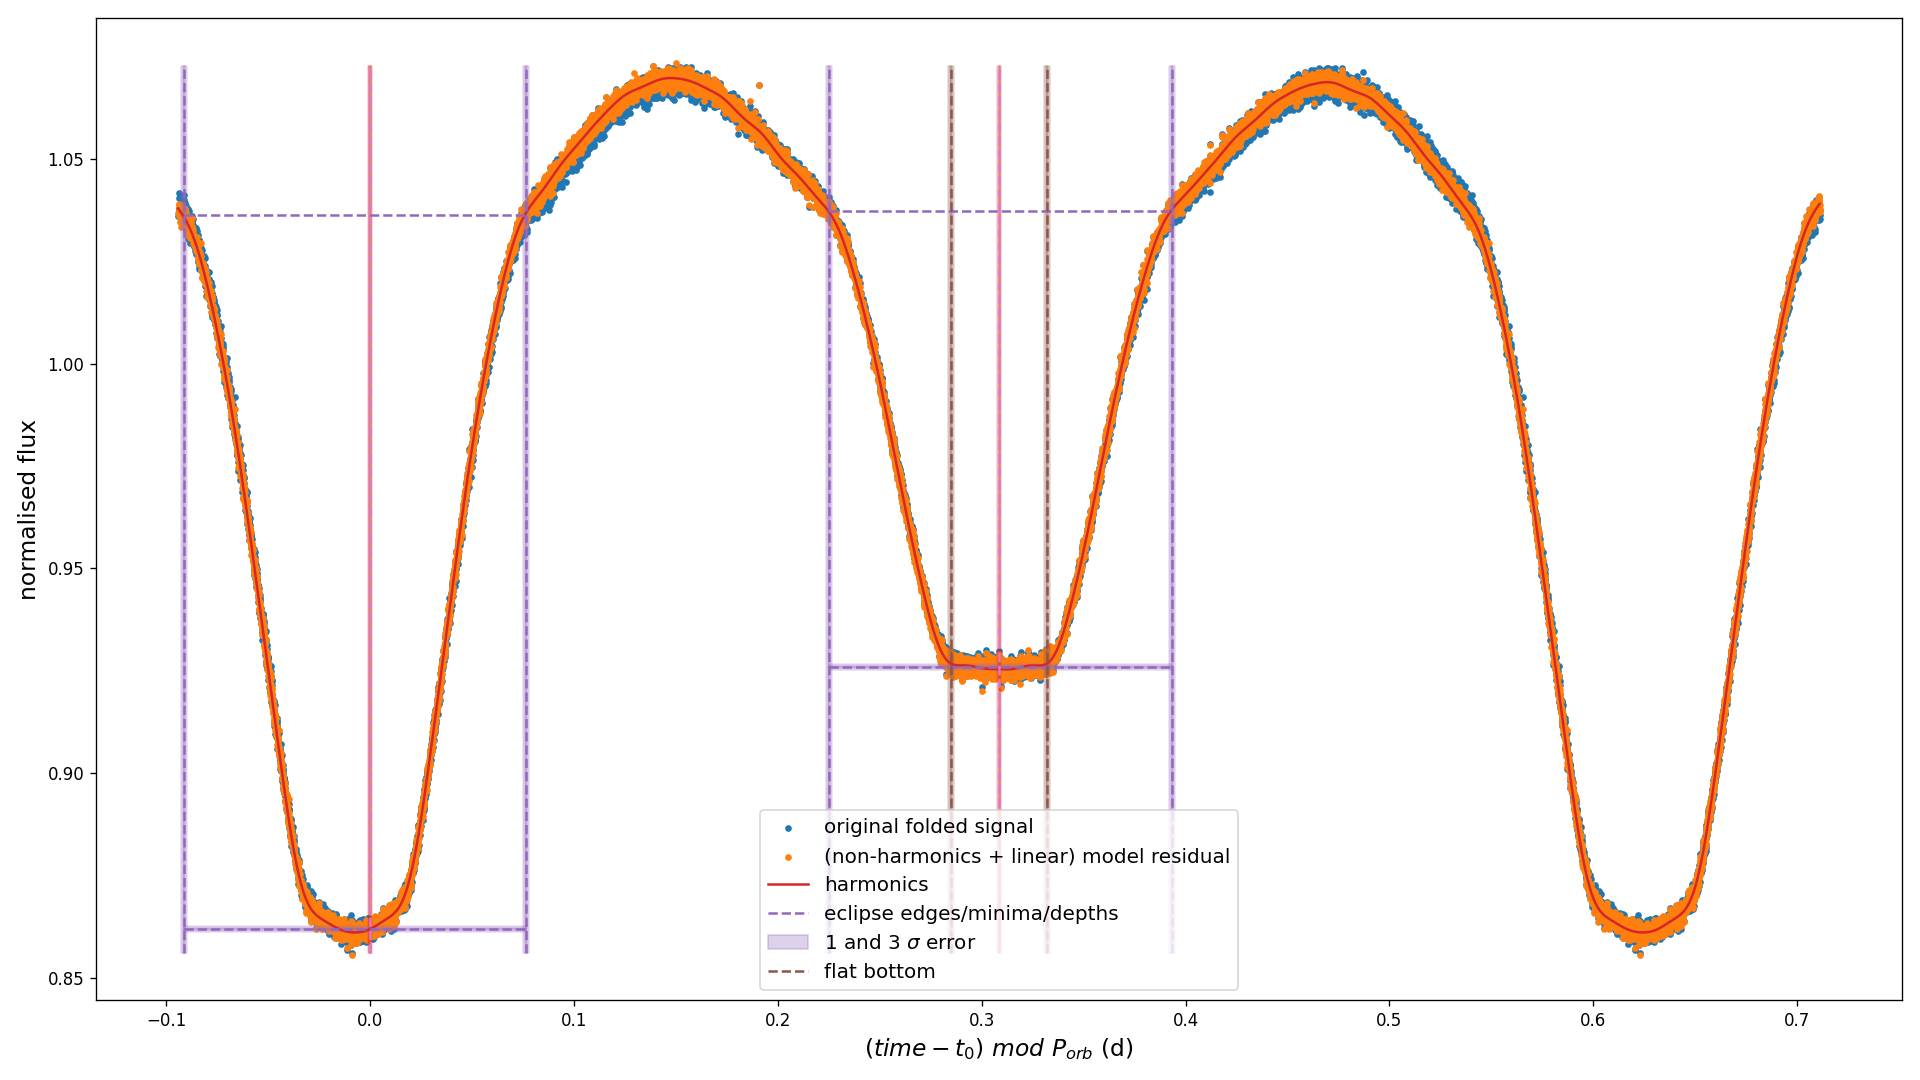 normalised flux
1.05
1.00
0.95
0.90
0.85
original folded signal
(non-harmonics + linear) model residual
harmonics
eclipse edges/minima/depths
1 and 3 σ error
flat bottom
−0.1 0.0 0.1 0.2 0.3 0.4 0.5 0.6 0.7
(time − t₀) mod Pₒᵣb (d)